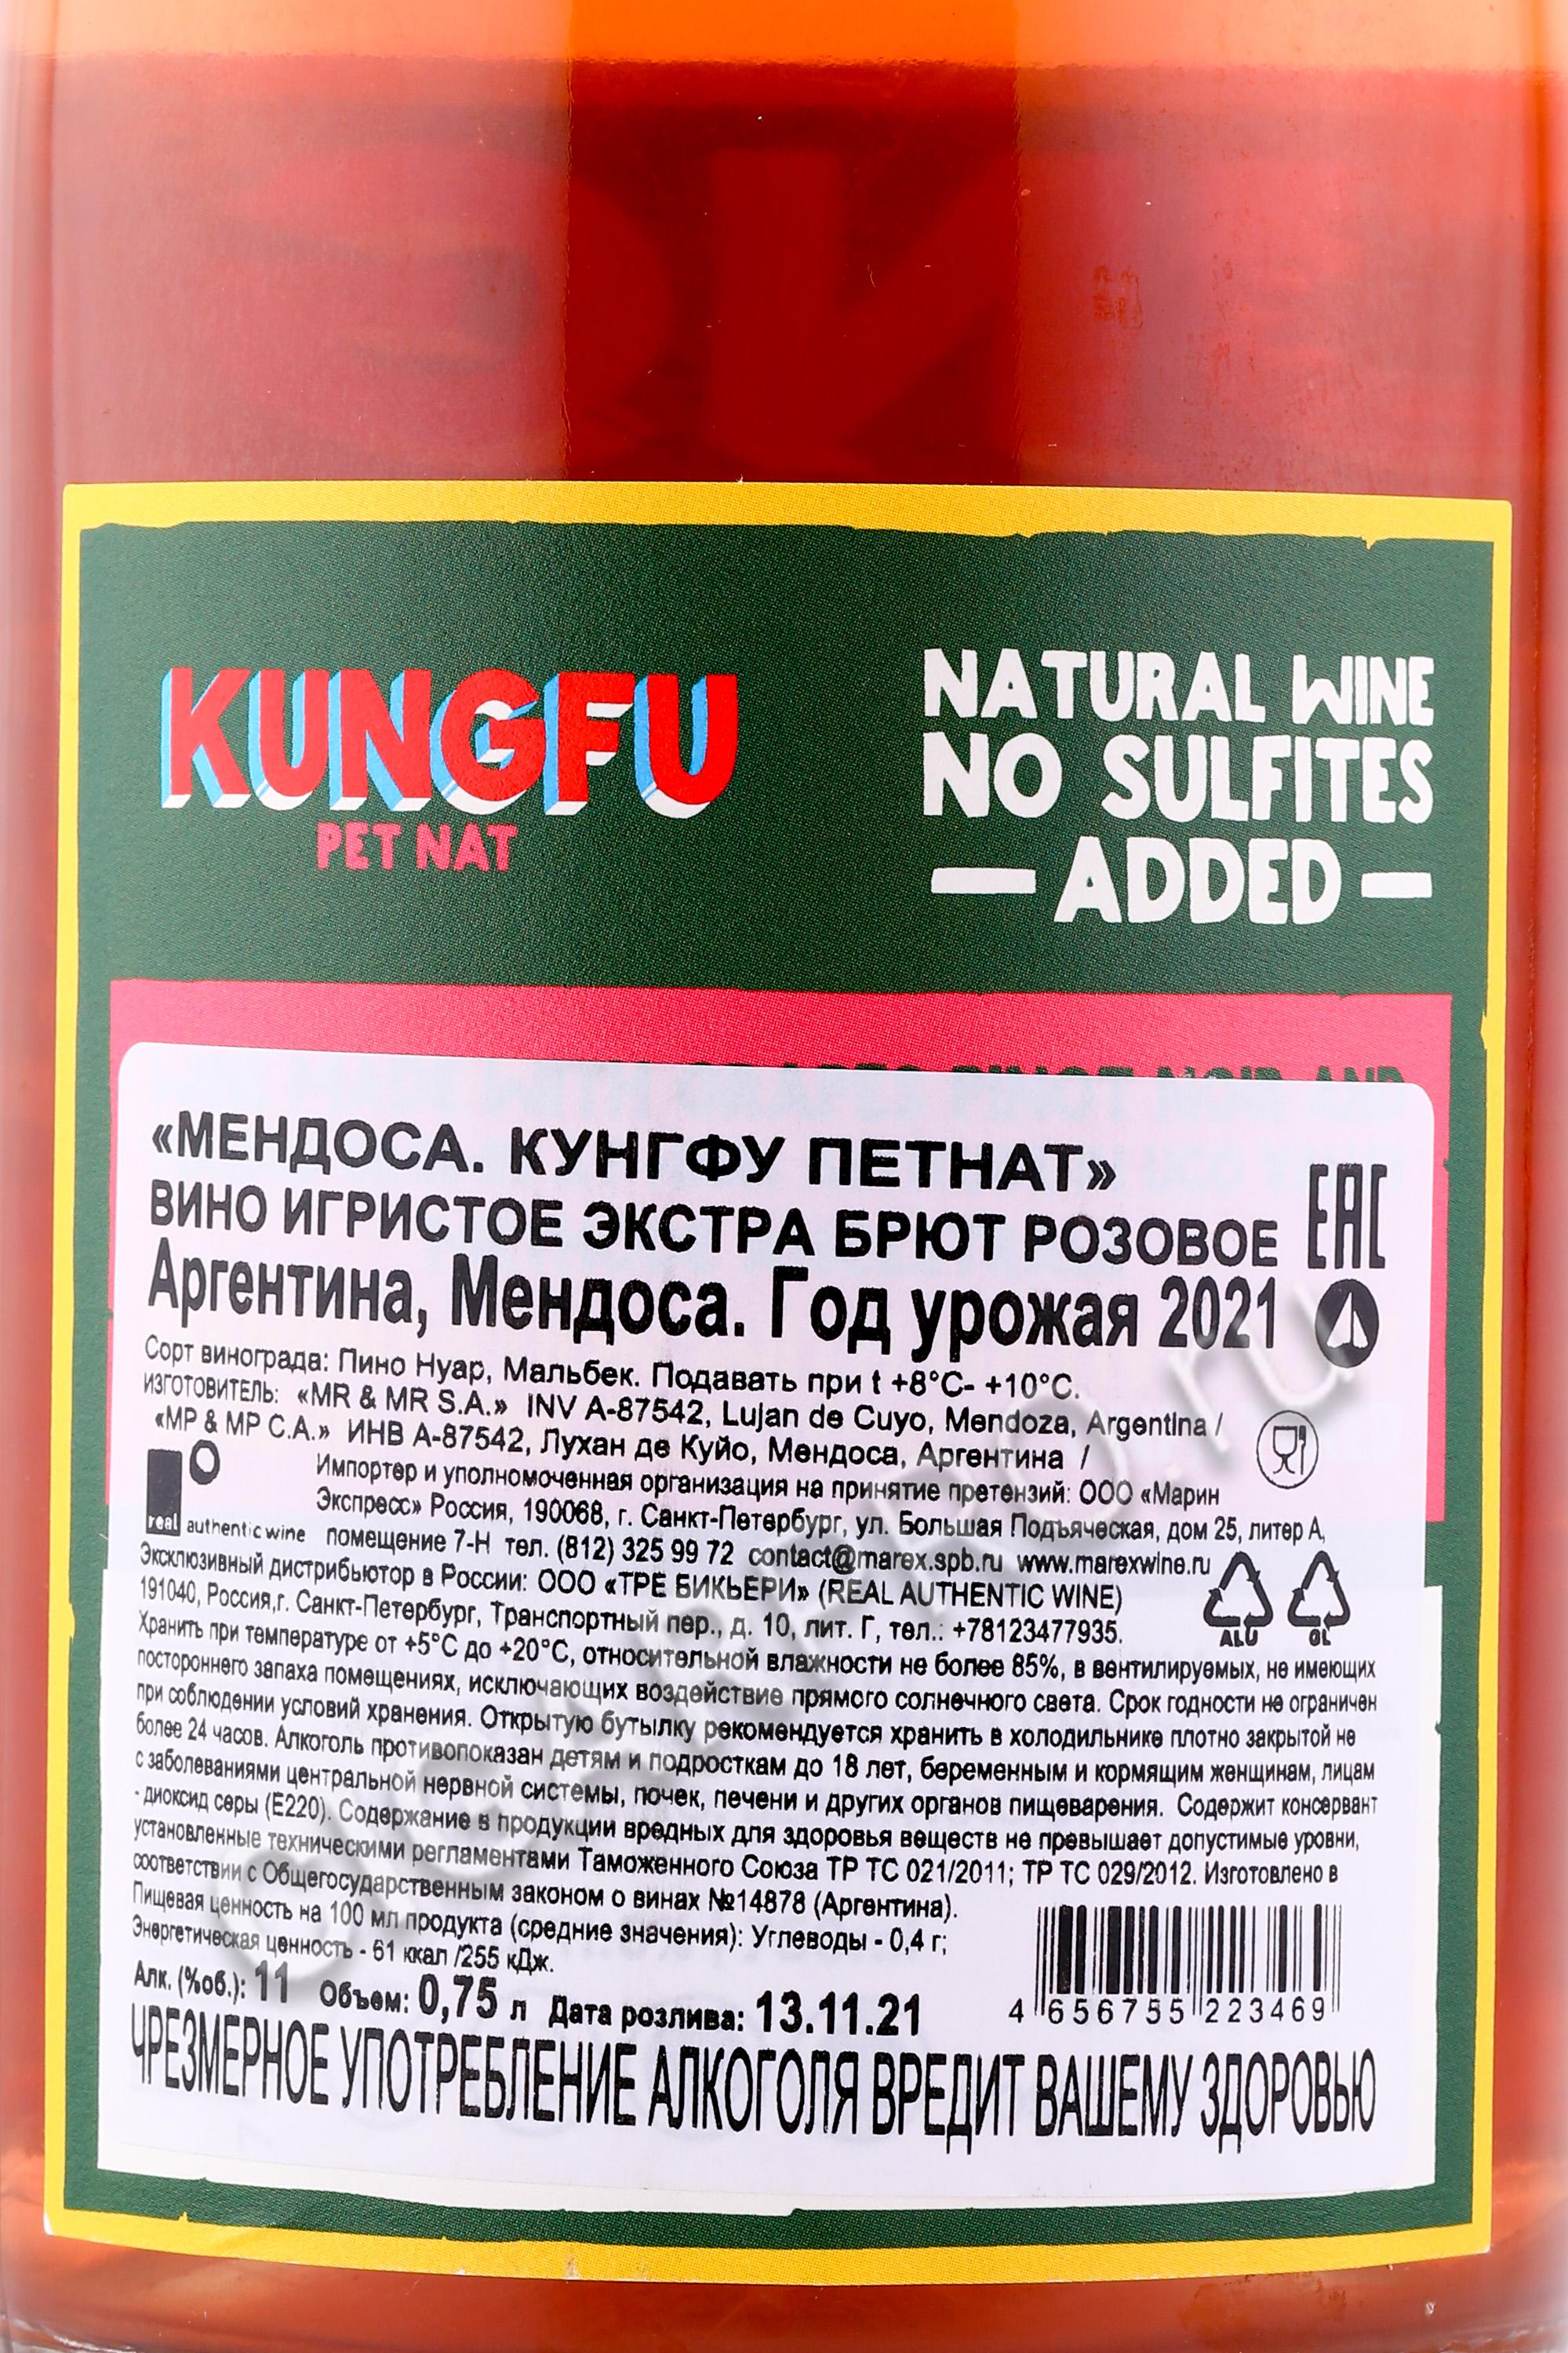 KUNGFU
PET NAT
NATURAL WINE
NO SULFITES
— ADDED —
«МЕНДОСА. КУНГФУ ПЕТНАТ»
ВИНО ИГРИСТОЕ ЭКСТРА БРЮТ РОЗОВОЕ
EAC
Аргентина, Мендоса. Год урожая 2021
Сорт винограда: Пино Нуар, Мальбек. Подавать при t +8°C- +10°C.
ИЗГОТОВИТЕЛЬ: «MR & MR S.A.» INV A-87542, Lujan de Cuyo, Mendoza, Argentina /
«МР & МР С.А.» ИНВ А-87542, Лухан де Куйо, Мендоса, Аргентина /
Импортер и уполномоченная организация на принятие претензий: ООО «Марин
Экспресс» Россия, 190068, г. Санкт-Петербург, ул. Большая Подъяческая, дом 25, литер А,
real authentic wine помещение 7-Н тел. (812) 325 99 72 contact@marex.spb.ru www.marexwine.ru
Эксклюзивный дистрибьютор в России: ООО «ТРЕ БИКЬЕРИ» (REAL AUTHENTIC WINE)
191040, Россия,г. Санкт-Петербург, Транспортный пер., д. 10, лит. Г, тел.: +78123477935.
ALU GL
Хранить при температуре от +5°С до +20°С, относительной влажности не более 85%, в вентилируемых, не имеющих
постороннего запаха помещениях, исключающих воздействие прямого солнечного света. Срок годности не ограничен
при соблюдении условий хранения. Открытую бутылку рекомендуется хранить в холодильнике плотно закрытой не
более 24 часов. Алкоголь противопоказан детям и подросткам до 18 лет, беременным и кормящим женщинам, лицам
с заболеваниями центральной нервной системы, почек, печени и других органов пищеварения. Содержит консервант
- диоксид серы (Е220). Содержание в продукции вредных для здоровья веществ не превышает допустимые уровни,
установленные техническими регламентами Таможенного Союза ТР ТС 021/2011; ТР ТС 029/2012. Изготовлено в
соответствии с Общегосударственным законом о винах №14878 (Аргентина).
Пищевая ценность на 100 мл продукта (средние значения): Углеводы - 0,4 г;
Энергетическая ценность - 61 ккал /255 кДж.
Алк. (%об.): 11 Объем: 0,75 л Дата розлива: 13.11.21
4 656755 223469
ЧРЕЗМЕРНОЕ УПОТРЕБЛЕНИЕ АЛКОГОЛЯ ВРЕДИТ ВАШЕМУ ЗДОРОВЬЮ